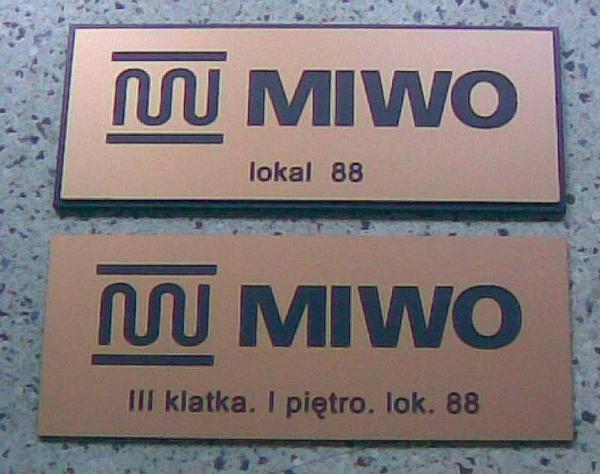 MIWO
lokal 88
MIWO
III klatka. I piętro. lok. 88